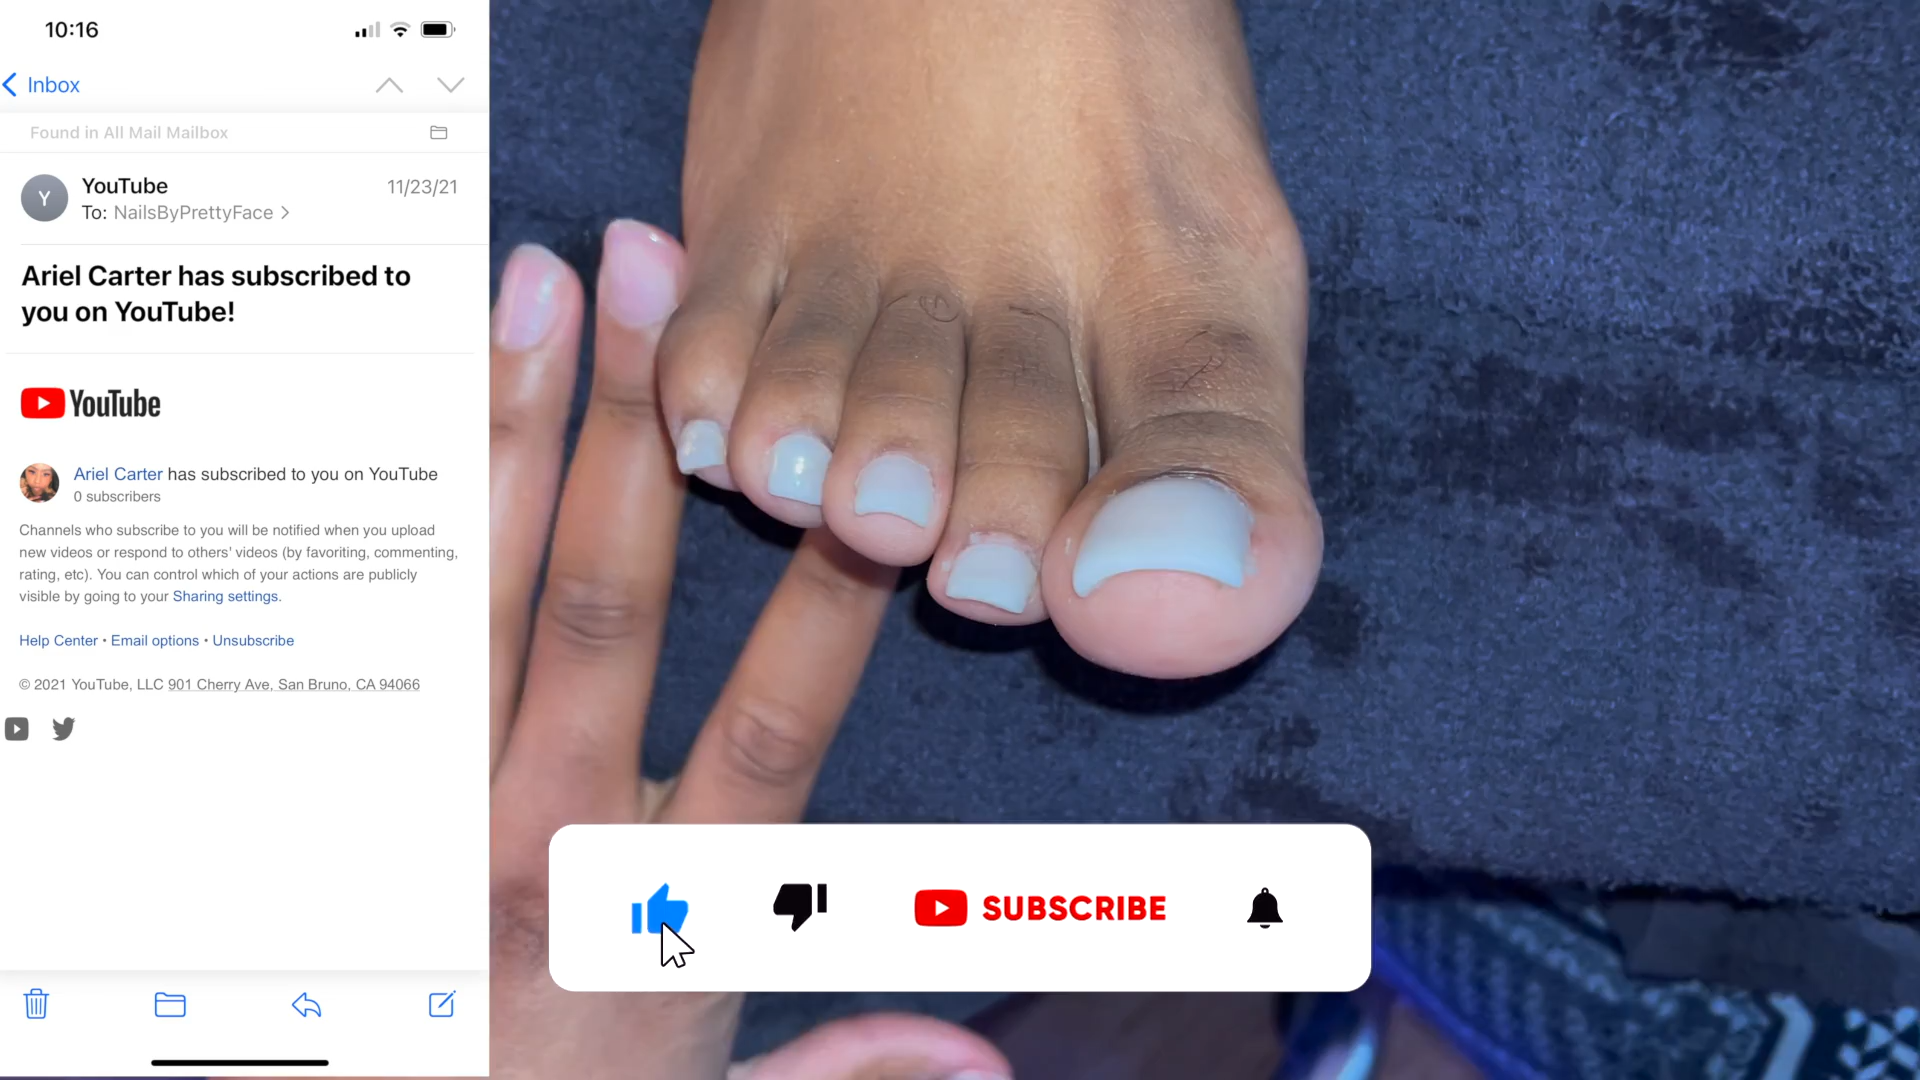 10:16
Inbox
Found in All Mail Mailbox
Y
YouTube
11/23/21
To: NailsByPrettyFace
Ariel Carter has subscribed to
you on YouTube!
YouTube
Ariel Carter has subscribed to you on YouTube
0 subscribers
Channels who subscribe to you will be notified when you upload
new videos or respond to others' videos (by favoriting, commenting,
rating, etc). You can control which of your actions are publicly
visible by going to your Sharing settings.
Help Center • Email options • Unsubscribe
© 2021 YouTube, LLC 901 Cherry Ave, San Bruno, CA 94066
SUBSCRIBE